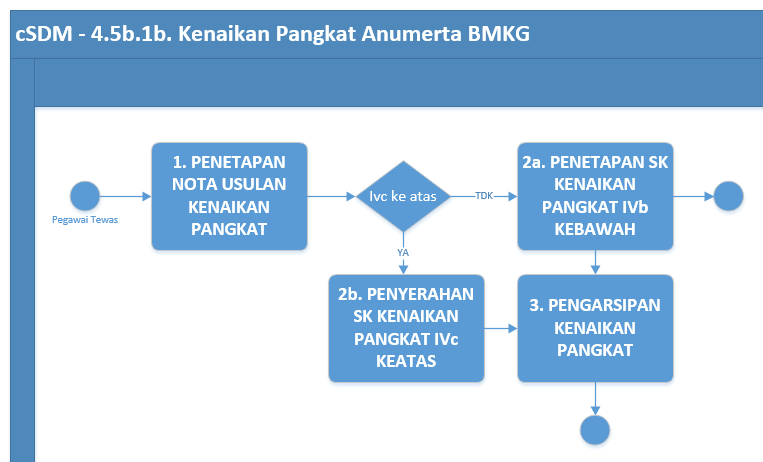 cSDM - 4.5b.1b. Kenaikan Pangkat Anumerta BMKG
Pegawai Tewas
1. PENETAPAN
NOTA USULAN
KENAIKAN
PANGKAT
Ivc ke atas
TDK
YA
2a. PENETAPAN SK
KENAIKAN
PANGKAT IVb
KEBAWAH
2b. PENYERAHAN
SK KENAIKAN
PANGKAT IVc
KEATAS
3. PENGARSIPAN
KENAIKAN
PANGKAT